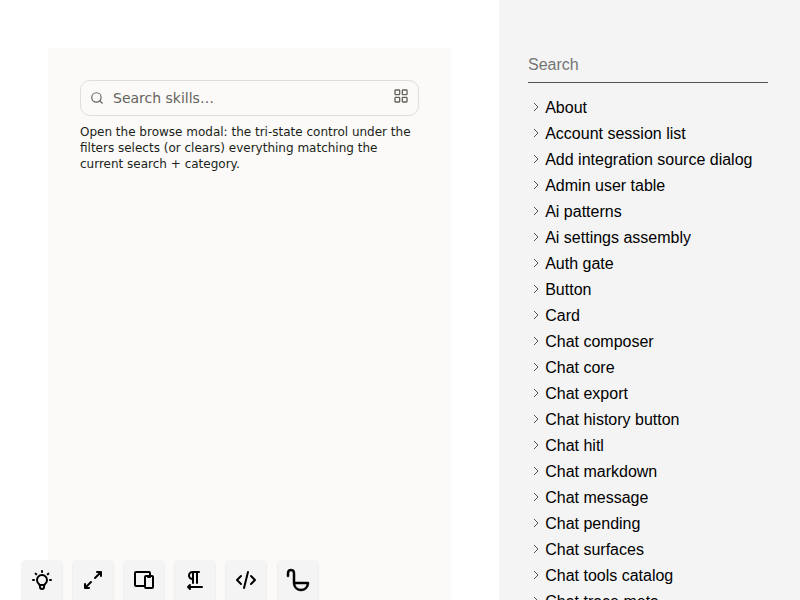 Search skills...
Open the browse modal: the tri-state control under the
filters selects (or clears) everything matching the
current search + category.
Search
About
Account session list
Add integration source dialog
Admin user table
Ai patterns
Ai settings assembly
Auth gate
Button
Card
Chat composer
Chat core
Chat export
Chat history button
Chat hitl
Chat markdown
Chat message
Chat pending
Chat surfaces
Chat tools catalog